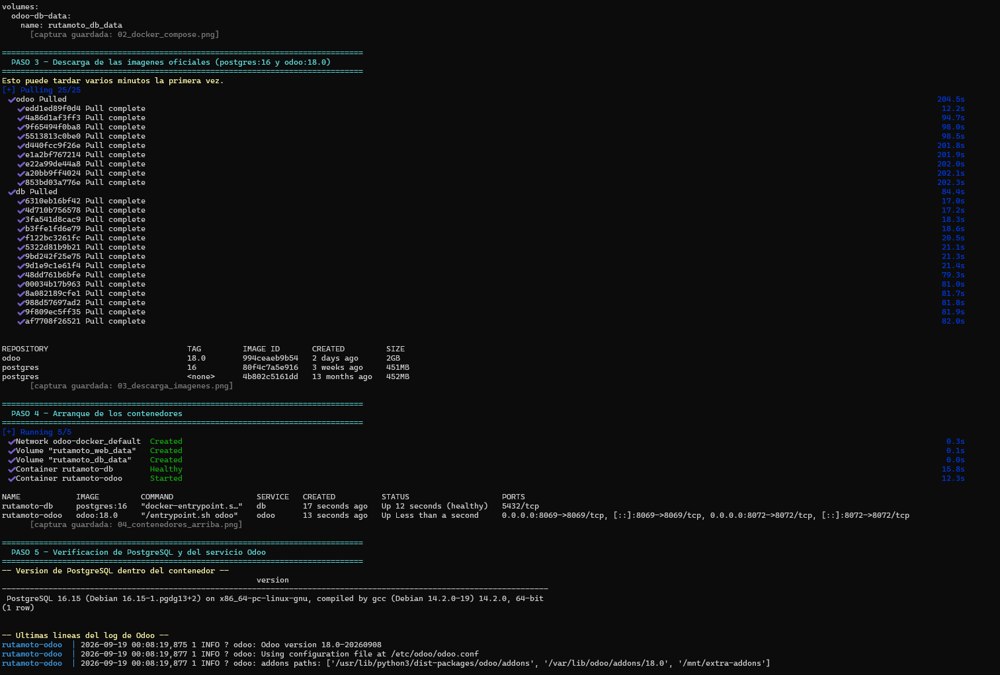 volumes:
  odoo-db-data:
    name: rutamoto_db_data
      [captura guardada: 02_docker_compose.png]
==============================================================================
  PASO 3 - Descarga de las imagenes oficiales (postgres:16 y odoo:18.0)
==============================================================================
Esto puede tardar varios minutos la primera vez.
[+] Pulling 25/25
 ✔odoo Pulled 204.5s
   ✔edd1ed89f0d4 Pull complete 12.2s
   ✔4a86d1af3ff3 Pull complete 94.7s
   ✔9f65494f0ba8 Pull complete 98.0s
   ✔5513813c0be0 Pull complete 98.5s
   ✔d440fcc9f26e Pull complete 201.8s
   ✔e1a2bf767214 Pull complete 201.9s
   ✔e22a99de44a8 Pull complete 202.0s
   ✔a20bb9ff4024 Pull complete 202.1s
   ✔853bd03a776e Pull complete 202.3s
 ✔db Pulled 84.4s
   ✔6310eb16bf42 Pull complete 17.0s
   ✔4d710b756578 Pull complete 17.2s
   ✔3fa541d8cac9 Pull complete 18.3s
   ✔b3ffe1fd6e79 Pull complete 18.6s
   ✔f122bc3261fc Pull complete 20.5s
   ✔5322d81b9b21 Pull complete 21.1s
   ✔9bd242f25e75 Pull complete 21.3s
   ✔9d1e9c1e61f4 Pull complete 21.4s
   ✔48dd761b6bfe Pull complete 79.3s
   ✔00034b17b963 Pull complete 81.0s
   ✔8a082189cfe1 Pull complete 81.7s
   ✔988d57697ad2 Pull complete 81.8s
   ✔9f809ec5ff35 Pull complete 81.9s
   ✔af7708f26521 Pull complete 82.0s
REPOSITORY TAG IMAGE ID CREATED SIZE
odoo 18.0 994ceaeb9b54 2 days ago 2GB
postgres 16 80f4c7a5e916 3 weeks ago 451MB
postgres <none> 4b802c5161dd 13 months ago 452MB
      [captura guardada: 03_descarga_imagenes.png]
==============================================================================
  PASO 4 - Arranque de los contenedores
==============================================================================
[+] Running 5/5
 ✔Network odoo-docker_default Created 0.3s
 ✔Volume "rutamoto_web_data" Created 0.1s
 ✔Volume "rutamoto_db_data" Created 0.0s
 ✔Container rutamoto-db Healthy 15.8s
 ✔Container rutamoto-odoo Started 12.3s
NAME IMAGE COMMAND SERVICE CREATED STATUS PORTS
rutamoto-db postgres:16 "docker-entrypoint.s…" db 17 seconds ago Up 12 seconds (healthy) 5432/tcp
rutamoto-odoo odoo:18.0 "/entrypoint.sh odoo" odoo 13 seconds ago Up Less than a second 0.0.0.0:8069->8069/tcp, [::]:8069->8069/tcp, 0.0.0.0:8072->8072/tcp, [::]:8072->8072/tcp
      [captura guardada: 04_contenedores_arriba.png]
==============================================================================
  PASO 5 - Verificacion de PostgreSQL y del servicio Odoo
==============================================================================
-- Version de PostgreSQL dentro del contenedor --
version
----------------------------------------------------------------------------------------------------------------------
 PostgreSQL 16.15 (Debian 16.15-1.pgdg13+2) on x86_64-pc-linux-gnu, compiled by gcc (Debian 14.2.0-19) 14.2.0, 64-bit
(1 row)
-- Ultimas lineas del log de Odoo --
rutamoto-odoo  | 2026-09-19 00:08:19,875 1 INFO ? odoo: Odoo version 18.0-20260908
rutamoto-odoo  | 2026-09-19 00:08:19,877 1 INFO ? odoo: Using configuration file at /etc/odoo/odoo.conf
rutamoto-odoo  | 2026-09-19 00:08:19,877 1 INFO ? odoo: addons paths: ['/usr/lib/python3/dist-packages/odoo/addons', '/var/lib/odoo/addons/18.0', '/mnt/extra-addons']